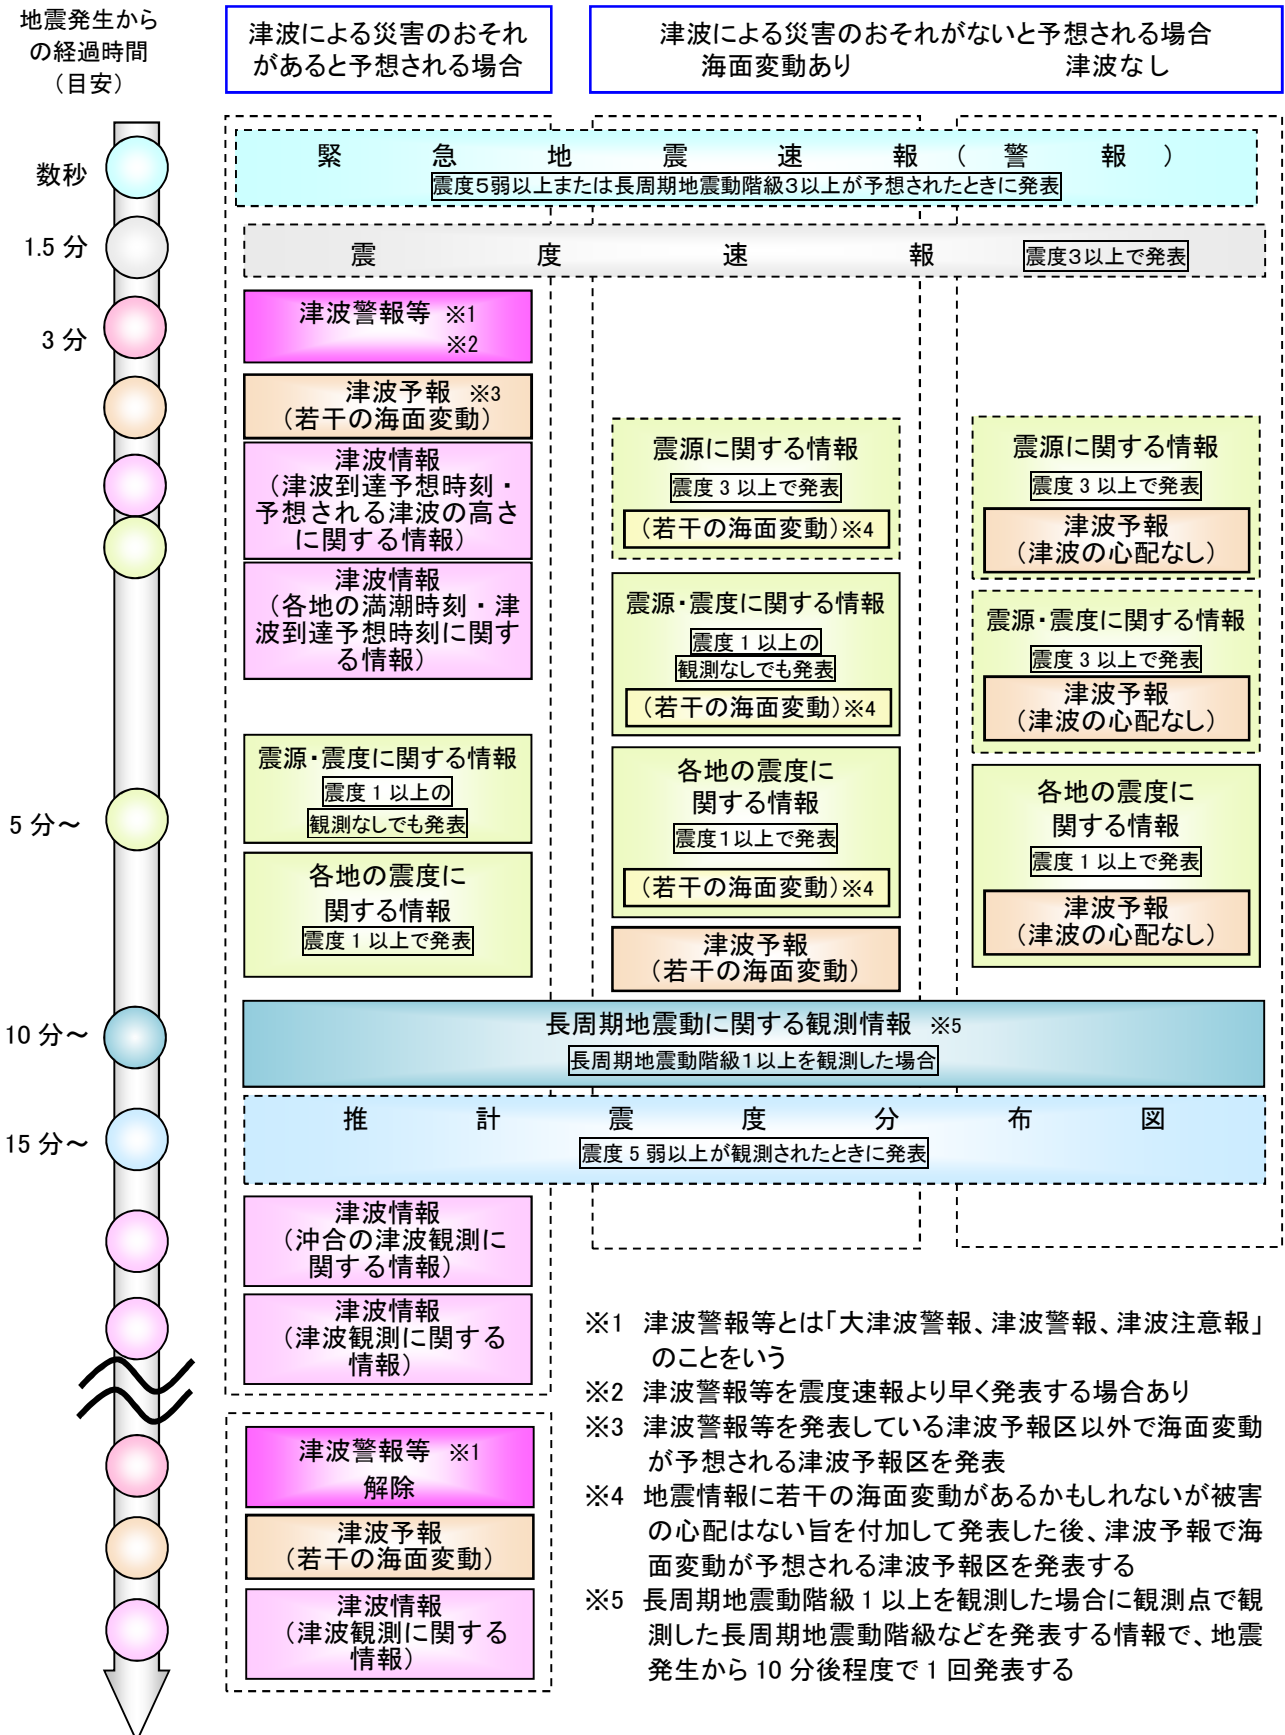 地震発生から
の経過時間
（目安）
津波による災害のおそれ
があると予想される場合
津波による災害のおそれがないと予想される場合
海面変動あり　津波なし
数秒
1.5 分
3 分
5 分～
10 分～
15 分～
緊急地震速報（警報）
震度５弱以上または長周期地震動階級３以上が予想されたときに発表
震度速報　震度３以上で発表
津波警報等 ※1
※2
津波予報 ※3
（若干の海面変動）
津波情報
（津波到達予想時刻・
予想される津波の高さ
に関する情報）
津波情報
（各地の満潮時刻・津
波到達予想時刻に関す
る情報）
震源・震度に関する情報
震度 1 以上の
観測なしでも発表
各地の震度に
関する情報
震度 1 以上で発表
震源に関する情報
震度 3 以上で発表
（若干の海面変動）※4
震源・震度に関する情報
震度 1 以上の
観測なしでも発表
（若干の海面変動）※4
各地の震度に
関する情報
震度１以上で発表
（若干の海面変動）※4
津波予報
（若干の海面変動）
震源に関する情報
震度 3 以上で発表
津波予報
（津波の心配なし）
震源・震度に関する情報
震度 3 以上で発表
津波予報
（津波の心配なし）
各地の震度に
関する情報
震度 1 以上で発表
津波予報
（津波の心配なし）
長周期地震動に関する観測情報 ※5
長周期地震動階級１以上を観測した場合
推計震度分布図
震度 5 弱以上が観測されたときに発表
津波情報
（沖合の津波観測に
関する情報）
津波情報
（津波観測に関する
情報）
津波警報等 ※1
解除
津波予報
（若干の海面変動）
津波情報
（津波観測に関する
情報）
※1　津波警報等とは「大津波警報、津波警報、津波注意報」
のことをいう
※2　津波警報等を震度速報より早く発表する場合あり
※3　津波警報等を発表している津波予報区以外で海面変動
が予想される津波予報区を発表
※4　地震情報に若干の海面変動があるかもしれないが被害
の心配はない旨を付加して発表した後、津波予報で海
面変動が予想される津波予報区を発表する
※5　長周期地震動階級 1 以上を観測した場合に観測点で観
測した長周期地震動階級などを発表する情報で、地震
発生から 10 分後程度で 1 回発表する